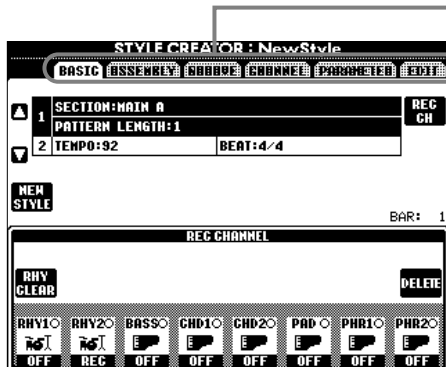 STYLE CREATOR : NewStyle
BASIC ASSEMBLY GROOVE CHANNEL PARAMETER EDIT
1 SECTION:MAIN A
PATTERN LENGTH:1
REC CH
2 TEMPO:92 BEAT:4/4
NEW STYLE
BAR: 1
REC CHANNEL
RHY CLEAR
DELETE
RHY1 RHY2 BASS CHD1 CHD2 PAD PHR1 PHR2
OFF REC OFF OFF OFF OFF OFF OFF